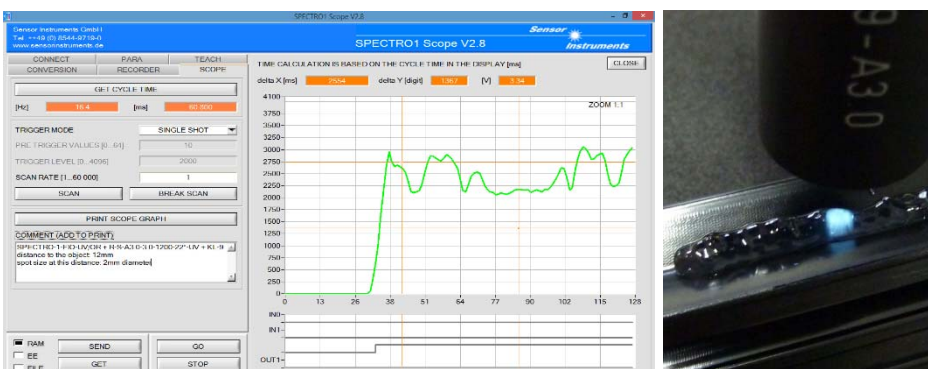 SPECTRO1 Scope V2.8
Sensor Instruments GmbH
Tel. ++49 (0) 8544-9719-0
www.sensorinstruments.de
SPECTRO1 Scope V2.8
Sensor
Instruments
CONNECT PARA TEACH
CONVERSION RECORDER SCOPE
GET CYCLE TIME
[Hz] 16.4 [ms] 60.800
TRIGGER MODE SINGLE SHOT
PRE TRIGGER VALUES [0...64] 10
TRIGGER LEVEL [0...4096] 2000
SCAN RATE [1...60 000] 1
SCAN BREAK SCAN
PRINT SCOPE GRAPH
COMMENT (ADD TO PRINT)
distance to the object: 12mm
spot size at this distance: 2mm diameter
RAM SEND GO
EE
FILE GET STOP
TIME CALCULATION IS BASED ON THE CYCLE TIME IN THE DISPLAY [ms] CLOSE
delta X [ms] 2554 delta Y [digit] 1367 [V] 3.34
ZOOM 1:1
4100
3750
3500
3250
3000
2750
2500
2250
2000
1750
1500
1250
1000
750
500
250
0
0 13 26 38 51 64 77 90 102 115 128
IN0
IN1
OUT1
9-A3.0